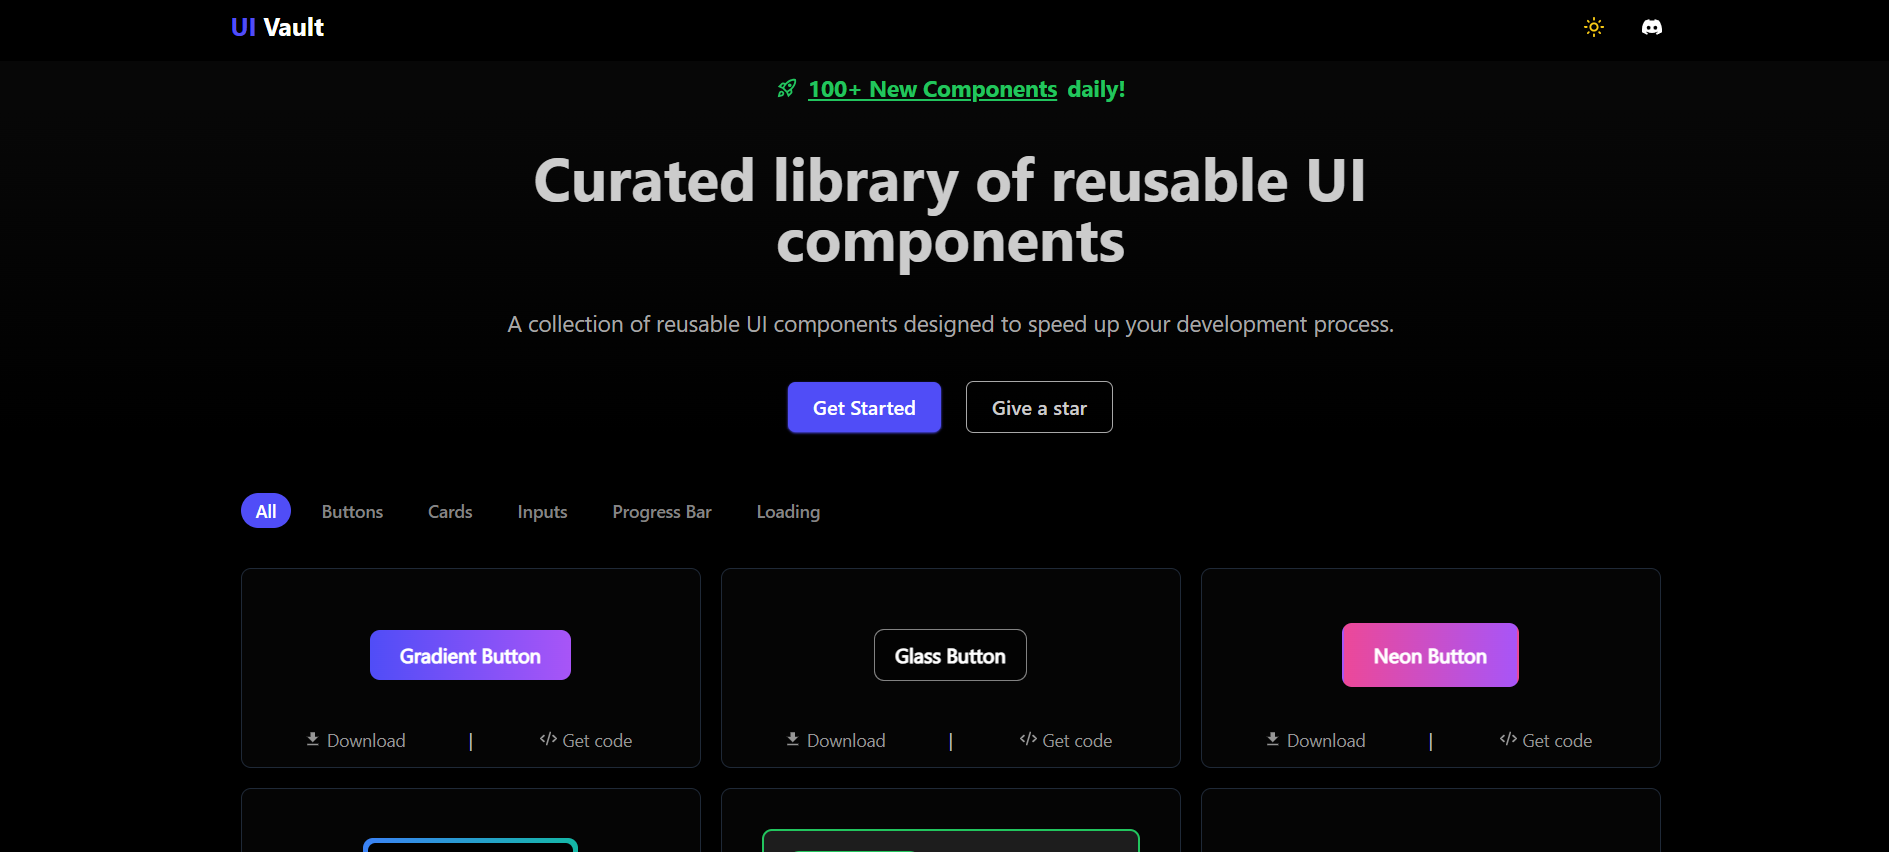 UI Vault
100+ New Components daily!
Curated library of reusable UI
components
A collection of reusable UI components designed to speed up your development process.
Get Started Give a star
All Buttons Cards Inputs Progress Bar Loading
Gradient Button Glass Button Neon Button
Download | </> Get code Download | </> Get code Download | </> Get code